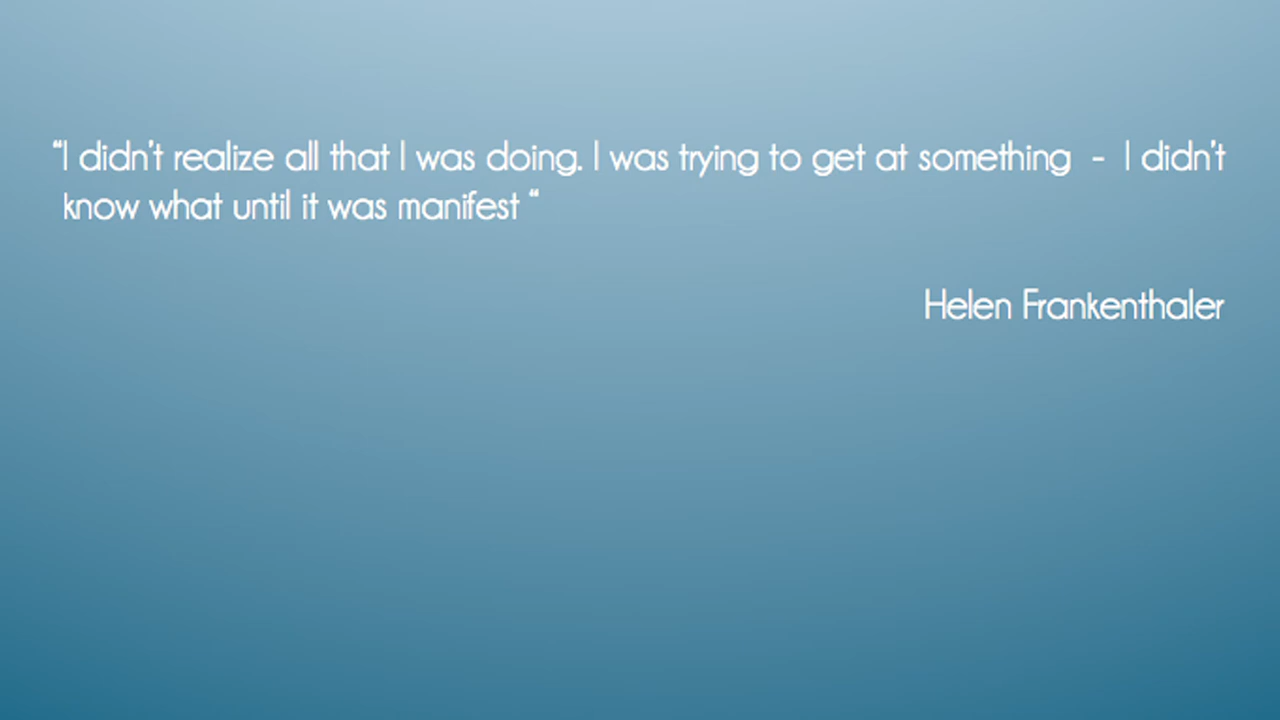 “I didn’t realize all that I was doing. I was trying to get at something - I didn’t
know what until it was manifest “
Helen Frankenthaler